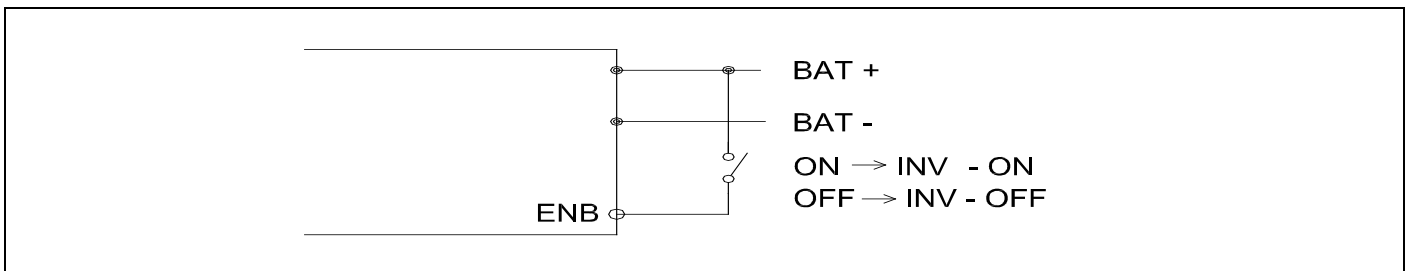 BAT +
BAT -
ON → INV - ON
OFF → INV - OFF
ENB